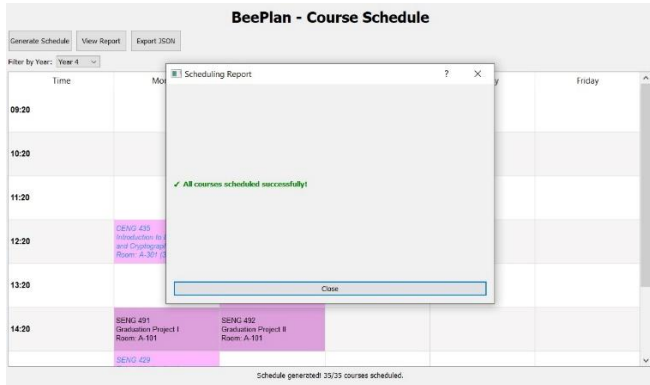 BeePlan - Course Schedule
Generate Schedule View Report Export JSON
Filter by Year: Year 4
Scheduling Report ? X
Time Friday
09:20
10:20
✓ All courses scheduled successfully!
11:20
Introduction to
and Cryptograp
Room: A-301
12:20
13:20
Close
SENG 491 SENG 492
Graduation Project I Graduation Project II
Room: A-101 Room: A-101
14:20
SENG 429
Schedule generated! 35/35 courses scheduled.